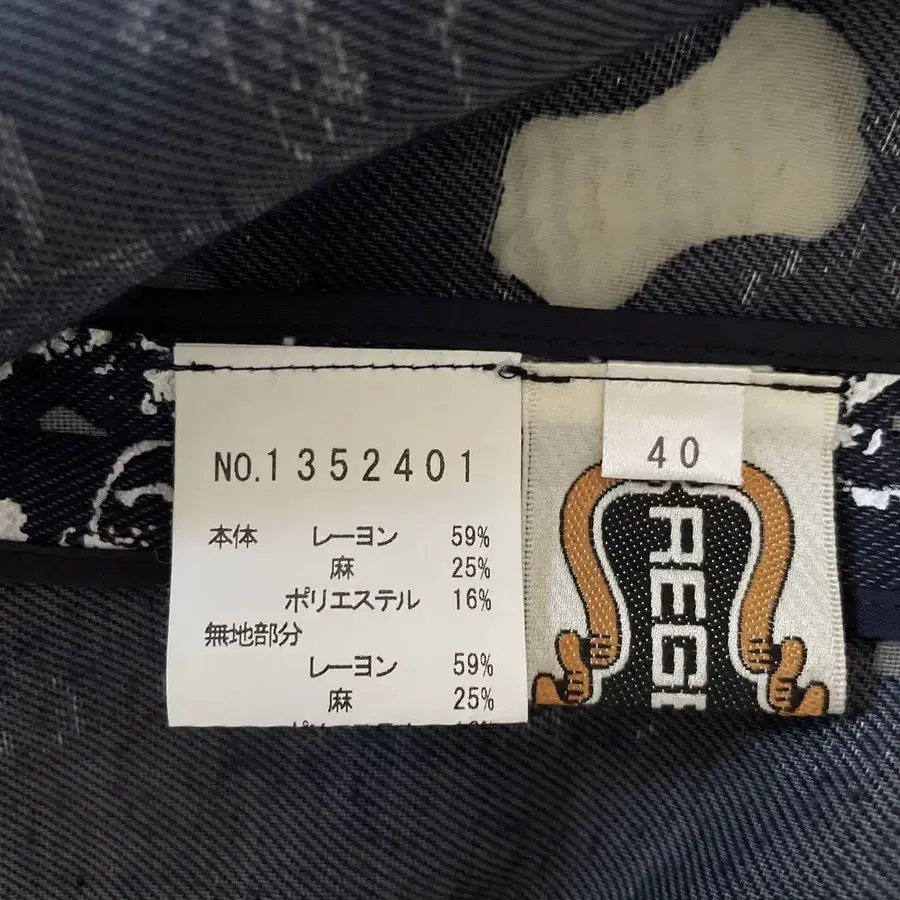 NO.1352401
本体 レーヨン 59%
麻 25%
ポリエステル 16%
無地部分
レーヨン 59%
麻 25%
40